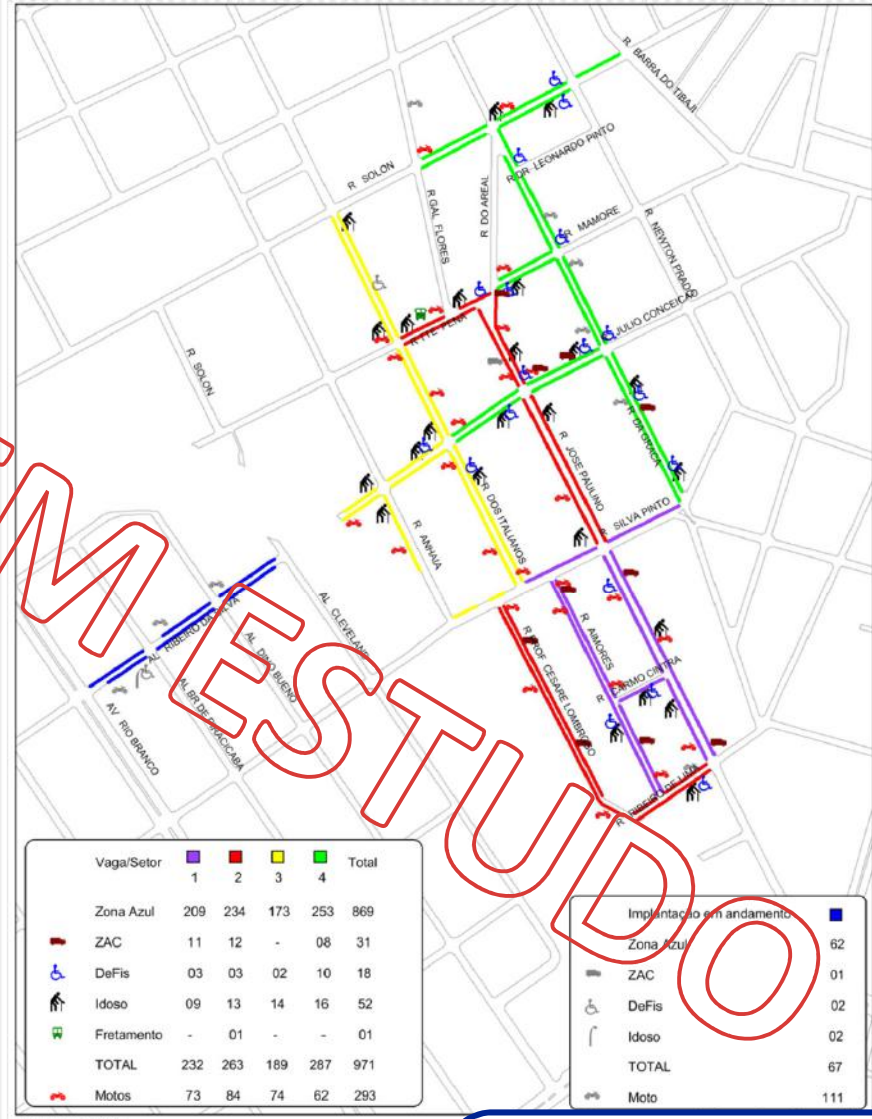 R BARRA DO TIBAJI
R SOLON
R DR LEONARDO PINTO
R GAL FLORES
R DO AREAL
R MAMORE
R NEWTON PRADO
R JULIO CONCEICAO
R TTE PENA
R SOLON
R DA GRACA
R JOSE PAULINO
R SILVA PINTO
R DOS ITALIANOS
R ANHAIA
AL CLEVELAND
AL RIBEIRO DA SILVA
R AIMORES
AL DINO BUENO
R CARMO CINTRA
R PROF CESARE LOMBROSO
AL BR DE PIRACICABA
AV RIO BRANCO
R RIBEIRO DE LIMA
EM ESTUDO
Vaga/Setor 1 2 3 4 Total
Zona Azul 209 234 173 253 869
ZAC 11 12 - 08 31
DeFis 03 03 02 10 18
Idoso 09 13 14 16 52
Fretamento - 01 - - 01
TOTAL 232 263 189 287 971
Motos 73 84 74 62 293
Implantação em andamento
Zona Azul 62
ZAC 01
DeFis 02
Idoso 02
TOTAL 67
Moto 111